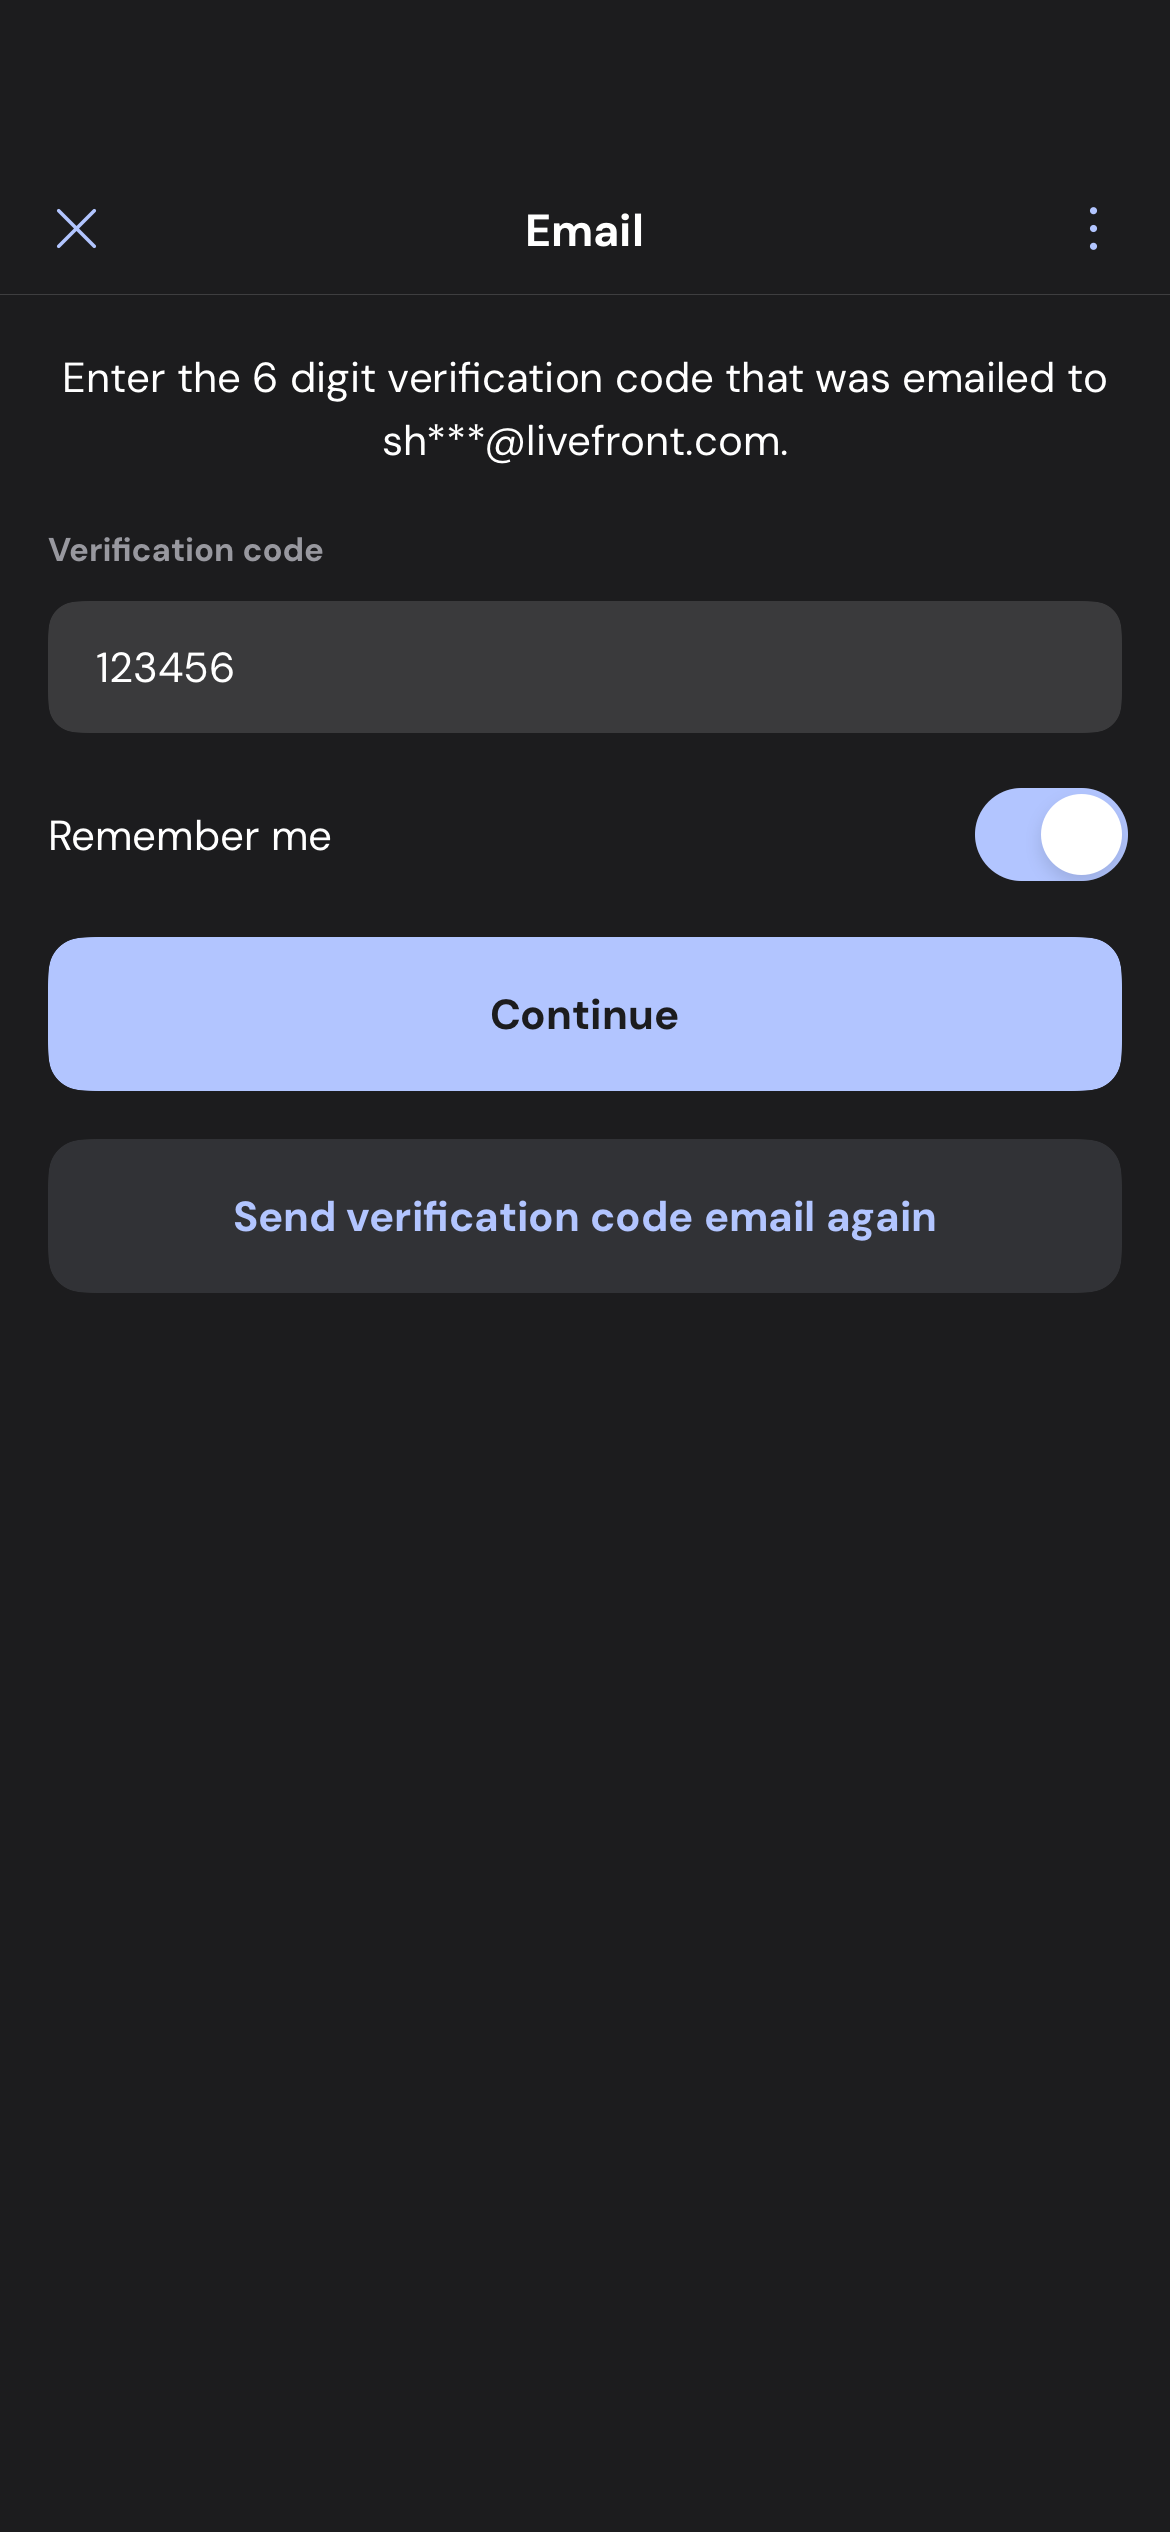 Email
Enter the 6 digit verification code that was emailed to
sh***@livefront.com.
Verification code
123456
Remember me
Continue
Send verification code email again